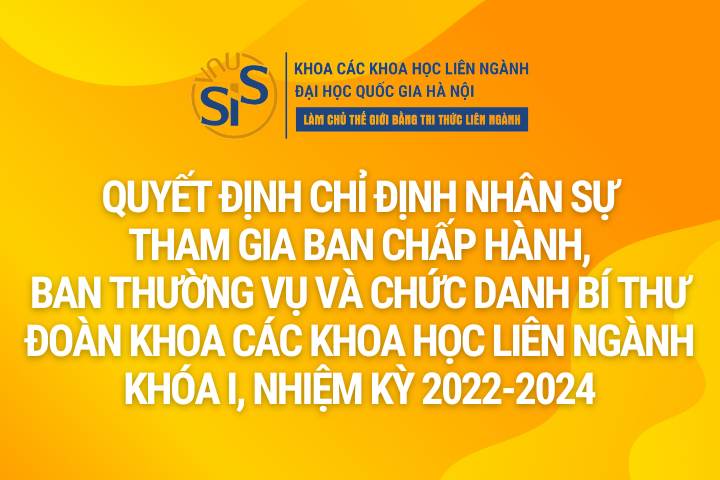 VNU
SIS
KHOA CÁC KHOA HỌC LIÊN NGÀNH
ĐẠI HỌC QUỐC GIA HÀ NỘI
LÀM CHỦ THẾ GIỚI BẰNG TRI THỨC LIÊN NGÀNH
QUYẾT ĐỊNH CHỈ ĐỊNH NHÂN SỰ
THAM GIA BAN CHẤP HÀNH,
BAN THƯỜNG VỤ VÀ CHỨC DANH BÍ THƯ
ĐOÀN KHOA CÁC KHOA HỌC LIÊN NGÀNH
KHÓA I, NHIỆM KỲ 2022-2024